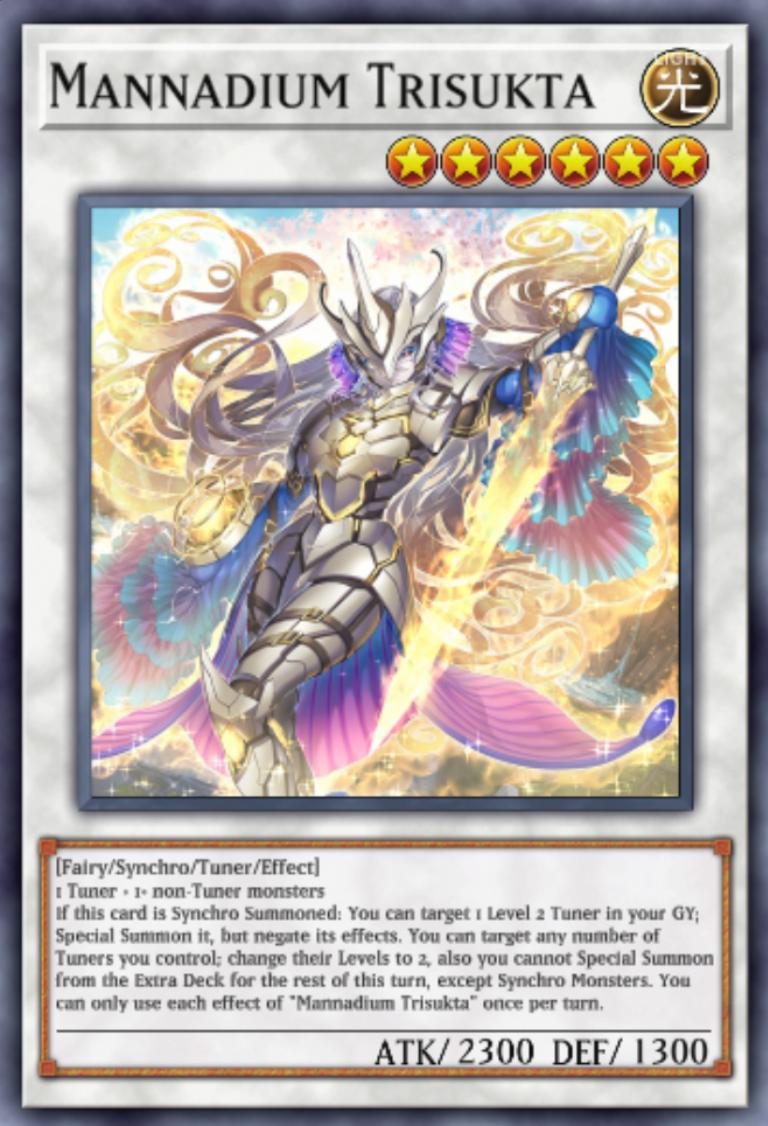 MANNADIUM TRISUKTA
LIGHT
光
[Fairy/Synchro/Tuner/Effect]
1 Tuner + 1+ non-Tuner monsters
If this card is Synchro Summoned: You can target 1 Level 2 Tuner in your GY;
Special Summon it, but negate its effects. You can target any number of
Tuners you control; change their Levels to 2, also you cannot Special Summon
from the Extra Deck for the rest of this turn, except Synchro Monsters. You
can only use each effect of "Mannadium Trisukta" once per turn.
ATK/ 2300 DEF/ 1300